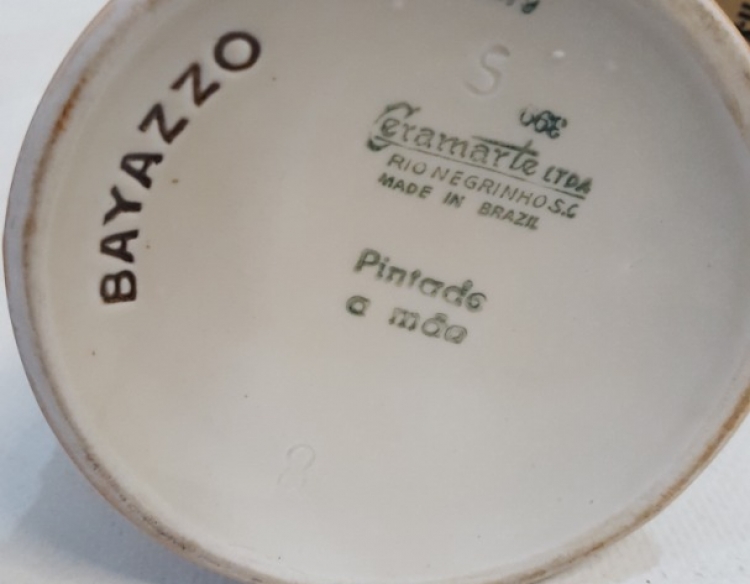 BAYAZZO
S
Ceramarte LTDA
RIO NEGRINHO S.C
MADE IN BRAZIL
Pintado
a mão